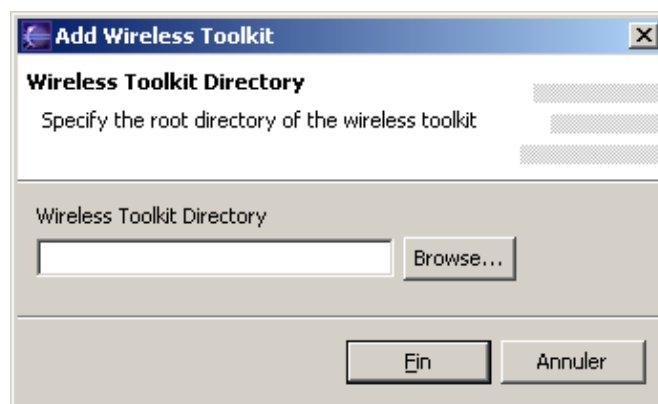 Add Wireless Toolkit
Wireless Toolkit Directory
Specify the root directory of the wireless toolkit
Wireless Toolkit Directory
Browse...
Fin
Annuler